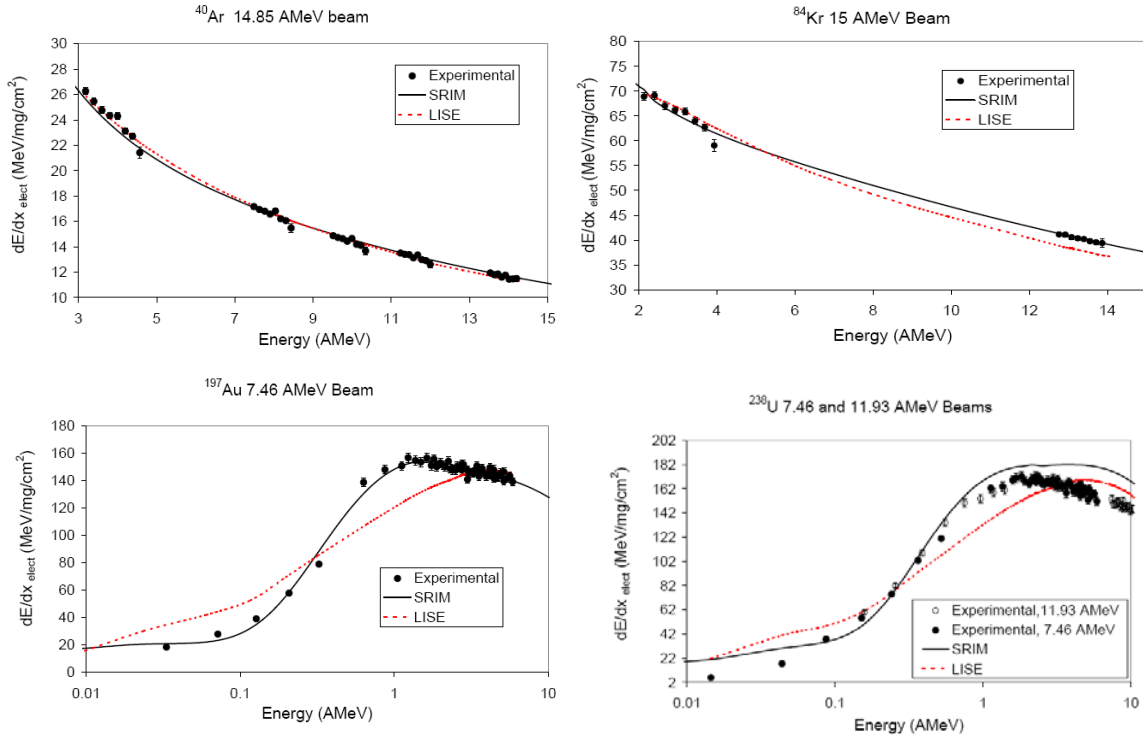 ⁴⁰Ar 14.85 AMeV beam
dE/dx elect (MeV/mg/cm²)
30
28
26
24
22
20
18
16
14
12
10
Experimental
SRIM
LISE
3 5 7 9 11 13 15
Energy (AMeV)
⁸⁴Kr 15 AMeV Beam
dE/dx elect (MeV/mg/cm²)
80
75
70
65
60
55
50
45
40
35
30
Experimental
SRIM
LISE
2 4 6 8 10 12 14
Energy (AMeV)
¹⁹⁷Au 7.46 AMeV Beam
dE/dx elect (MeV/mg/cm²)
180
160
140
120
100
80
60
40
20
0
Experimental
SRIM
LISE
0.01 0.1 1 10
Energy (AMeV)
²³⁸U 7.46 and 11.93 AMeV Beams
dE/dx elect (MeV/mg/cm²)
202
182
162
142
122
102
82
62
42
22
2
Experimental, 11.93 AMeV
Experimental, 7.46 AMeV
SRIM
LISE
0.01 0.1 1 10
Energy (AMeV)